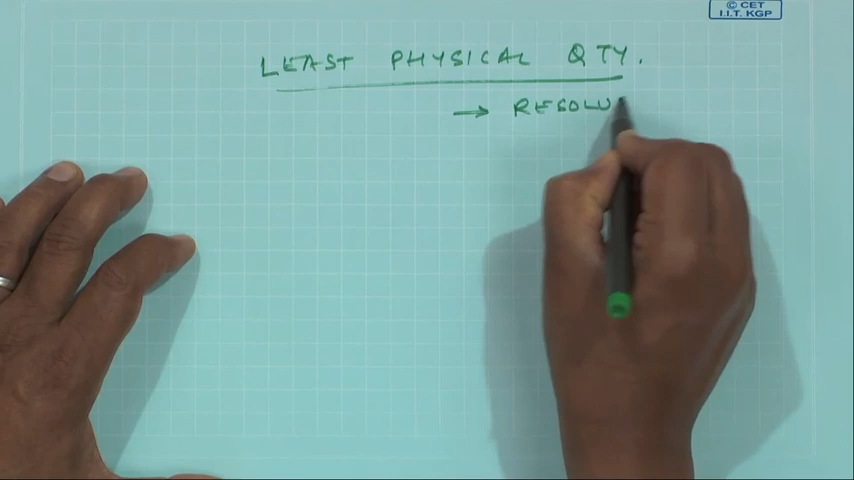 © CET
I.I.T. KGP
LEAST PHYSICAL QTY.
→ RESOLU